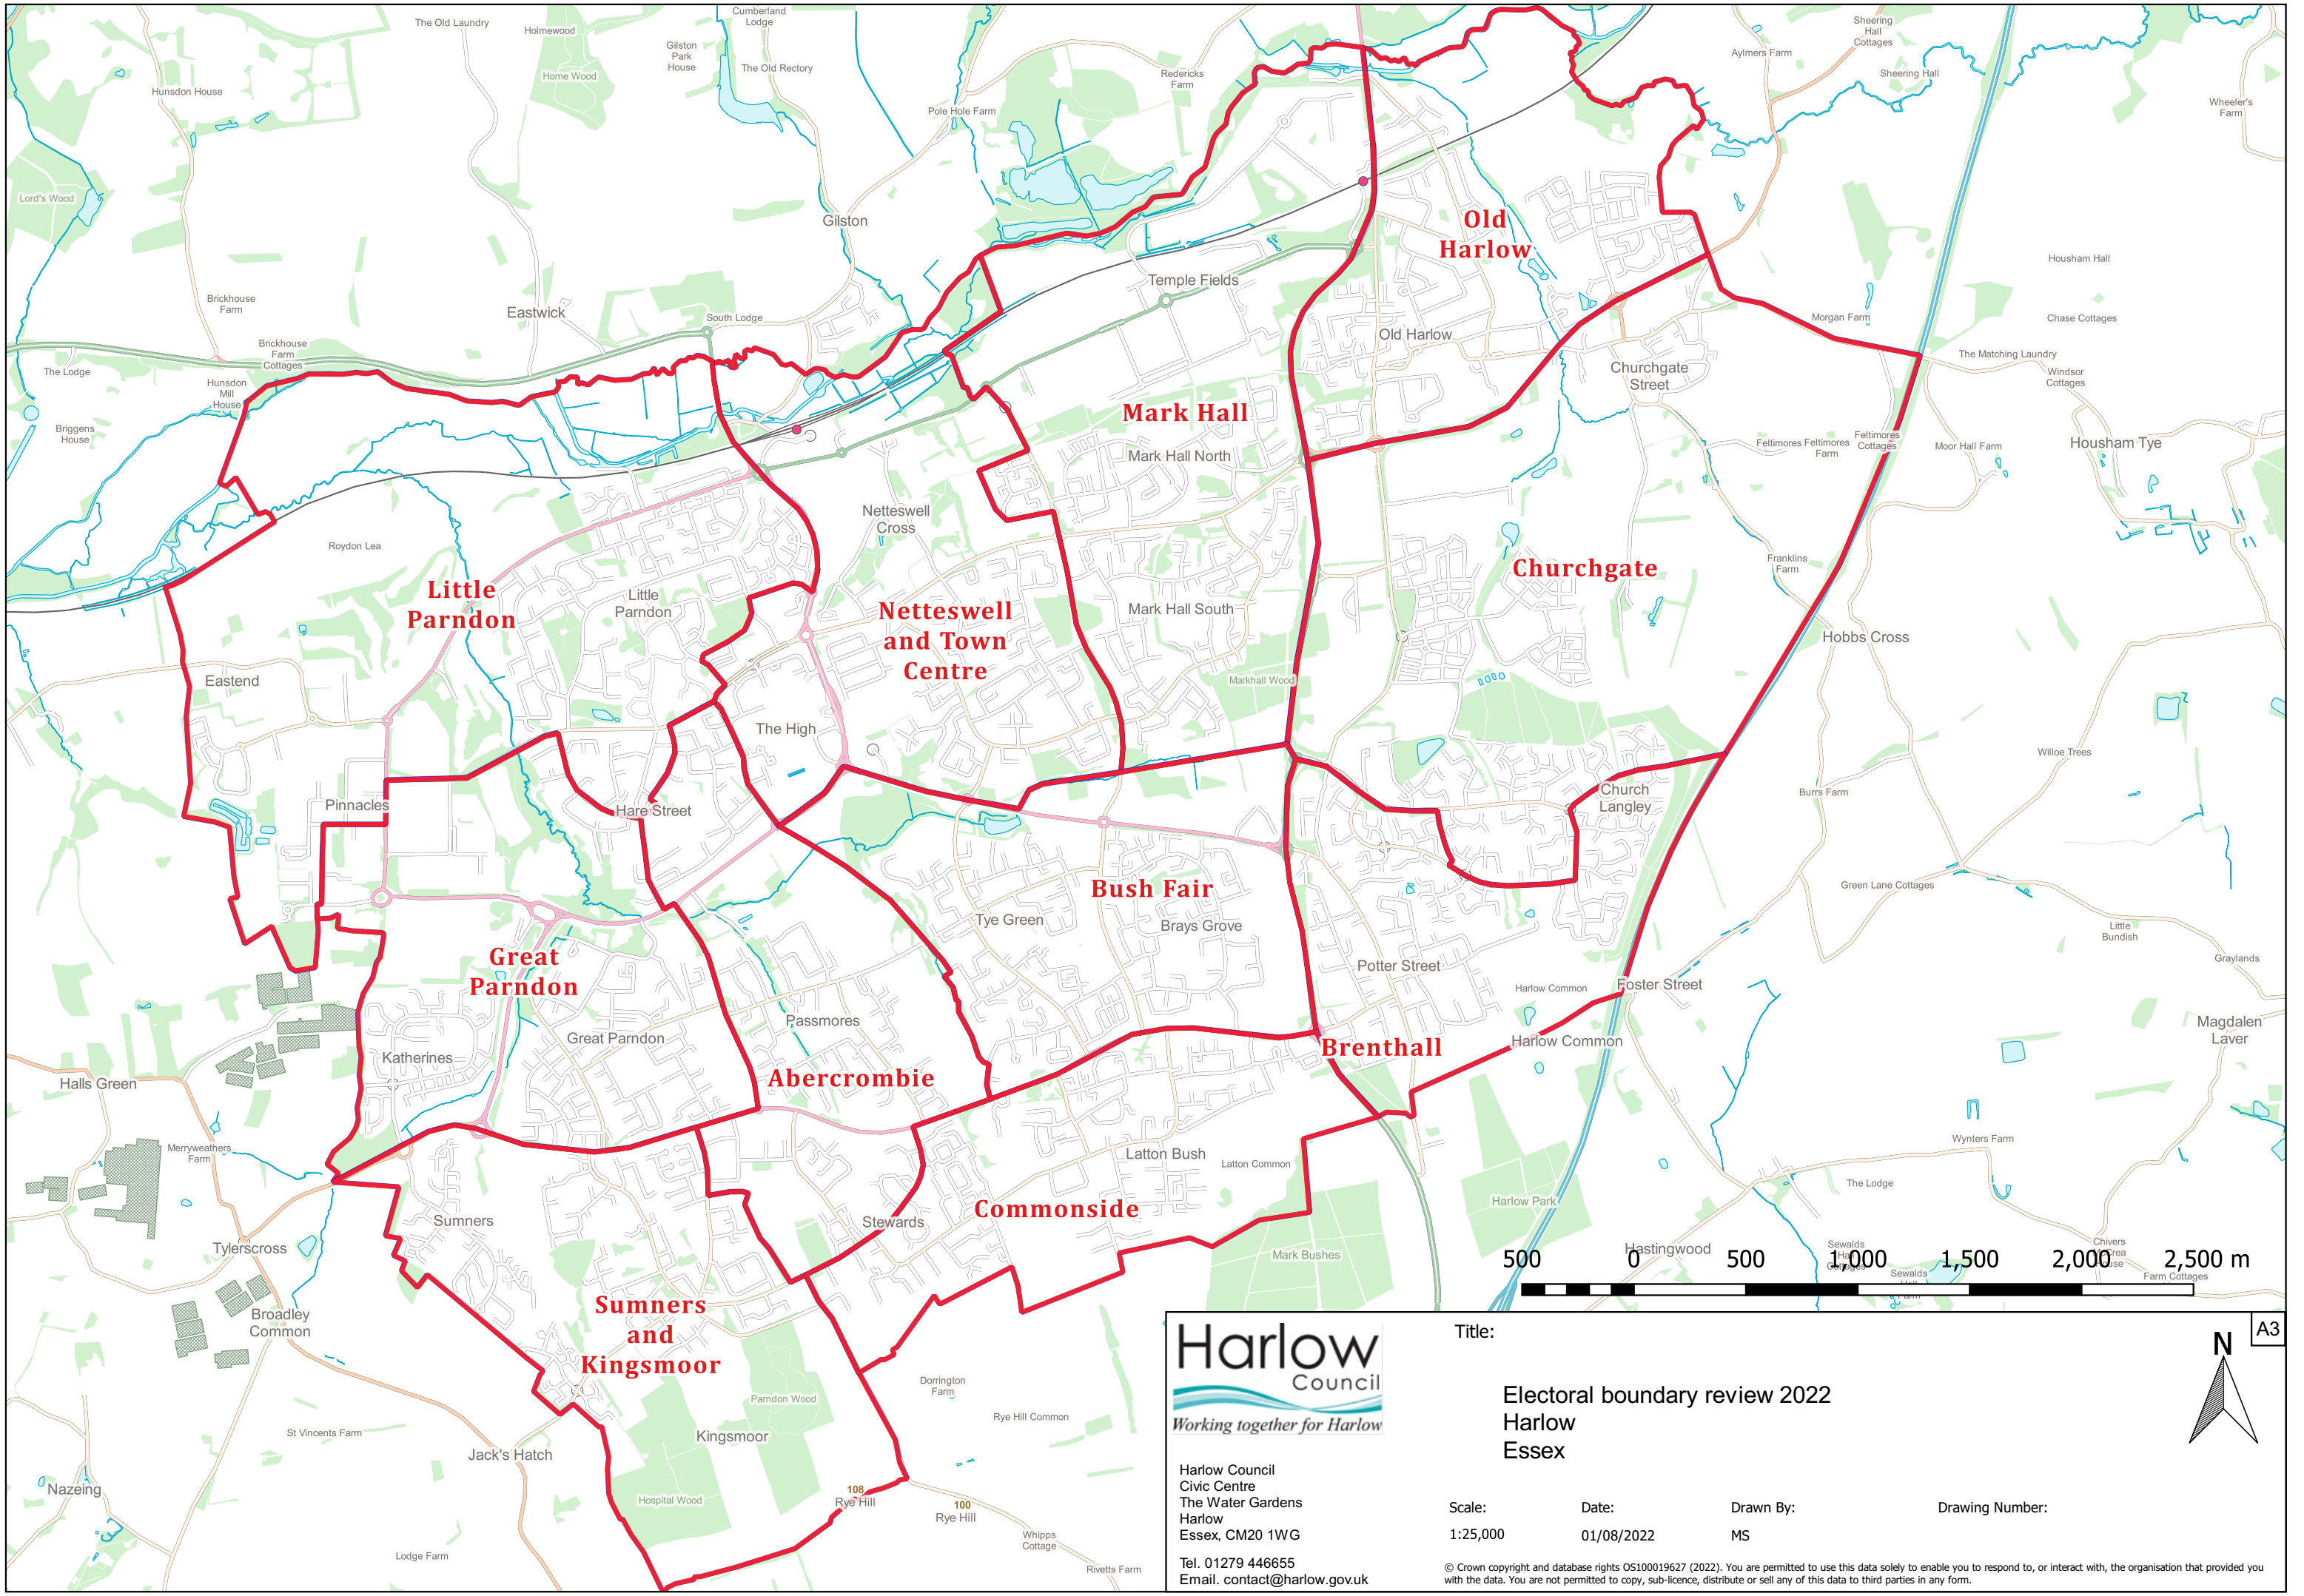 The Old Laundry
Holmewood
Cumberland
Lodge
Gilston
Park
House
The Old Rectory
Home Wood
Hunsdon House
Pole Hole Farm
Redericks
Farm
Aylmers Farm
Sheering
Hall
Cottages
Sheering Hall
Wheeler's
Farm
Lord's Wood
Gilston
Old
Harlow
Temple Fields
Housham Hall
Brickhouse
Farm
Eastwick
South Lodge
Old Harlow
Morgan Farm
Chase Cottages
Brickhouse
Farm
Cottages
The Lodge
Hunsdon
Mill
House
Churchgate
Street
The Matching Laundry
Windsor
Cottages
Briggens
House
Mark Hall
Mark Hall North
Feltimores
Feltimores
Farm
Feltimores
Cottages
Moor Hall Farm
Housham Tye
Netteswell
Cross
Roydon Lea
Franklins
Farm
Churchgate
Little
Parndon
Little
Parndon
Netteswell
and Town
Centre
Mark Hall South
Hobbs Cross
Eastend
Markhall Wood
The High
Willoe Trees
Pinnacles
Hare Street
Church
Langley
Burrs Farm
Bush Fair
Tye Green
Brays Grove
Green Lane Cottages
Little
Bundish
Great
Parndon
Potter Street
Graylands
Harlow Common
Foster Street
Passmores
Great Parndon
Brenthall
Harlow Common
Magdalen
Laver
Katherines
Abercrombie
Halls Green
Merryweathers
Farm
Latton Bush
Latton Common
Wynters Farm
The Lodge
Harlow Park
Commonside
Sumners
Stewards
Tylerscross
Mark Bushes
Hastingwood
Sewalds
Hall
Cottages
Sewalds
Hall
Farm
Chivers
McCrea
House
Farm Cottages
500 0 500 1,000 1,500 2,000 2,500 m
Sumners
and
Kingsmoor
Broadley
Common
Dorrington
Farm
Parndon Wood
Rye Hill Common
St Vincents Farm
Kingsmoor
Jack's Hatch
Nazeing
Hospital Wood
108
Rye Hill
100
Rye Hill
Whipps
Cottage
Lodge Farm
Rivetts Farm
Harlow
Council
Working together for Harlow
Harlow Council
Civic Centre
The Water Gardens
Harlow
Essex, CM20 1WG
Tel. 01279 446655
Email. contact@harlow.gov.uk
Title:
A3
N
Electoral boundary review 2022
Harlow
Essex
Scale: Date: Drawn By: Drawing Number:
1:25,000 01/08/2022 MS
© Crown copyright and database rights OS100019627 (2022). You are permitted to use this data solely to enable you to respond to, or interact with, the organisation that provided you
with the data. You are not permitted to copy, sub-licence, distribute or sell any of this data to third parties in any form.